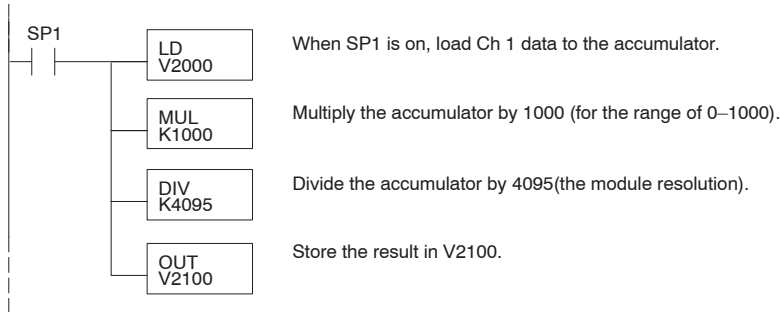 SP1
LD
V2000
When SP1 is on, load Ch 1 data to the accumulator.
MUL
K1000
Multiply the accumulator by 1000 (for the range of 0–1000).
DIV
K4095
Divide the accumulator by 4095(the module resolution).
OUT
V2100
Store the result in V2100.